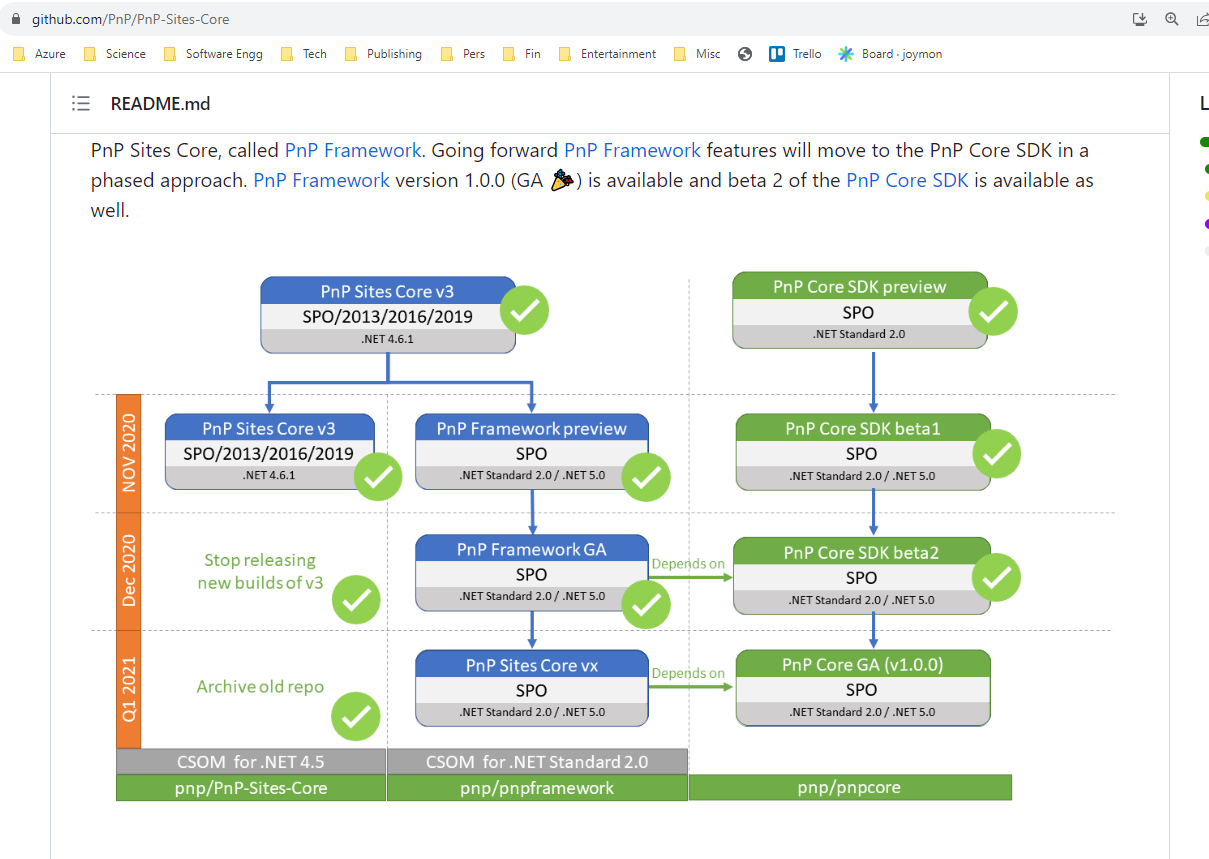 github.com/PnP/PnP-Sites-Core
Azure Science Software Engg Tech Publishing Pers Fin Entertainment Misc Trello Board · joymon
README.md
L
PnP Sites Core, called PnP Framework. Going forward PnP Framework features will move to the PnP Core SDK in a
phased approach. PnP Framework version 1.0.0 (GA 🎉) is available and beta 2 of the PnP Core SDK is available as
well.
PnP Sites Core v3
SPO/2013/2016/2019
.NET 4.6.1
PnP Core SDK preview
SPO
.NET Standard 2.0
NOV 2020
PnP Sites Core v3
SPO/2013/2016/2019
.NET 4.6.1
PnP Framework preview
SPO
.NET Standard 2.0 / .NET 5.0
PnP Core SDK beta1
SPO
.NET Standard 2.0 / .NET 5.0
Dec 2020
Stop releasing
new builds of v3
PnP Framework GA
SPO
.NET Standard 2.0 / .NET 5.0
Depends on
PnP Core SDK beta2
SPO
.NET Standard 2.0 / .NET 5.0
Q1 2021
Archive old repo
PnP Sites Core vx
SPO
.NET Standard 2.0 / .NET 5.0
Depends on
PnP Core GA (v1.0.0)
SPO
.NET Standard 2.0 / .NET 5.0
CSOM for .NET 4.5
CSOM for .NET Standard 2.0
pnp/PnP-Sites-Core
pnp/pnpframework
pnp/pnpcore